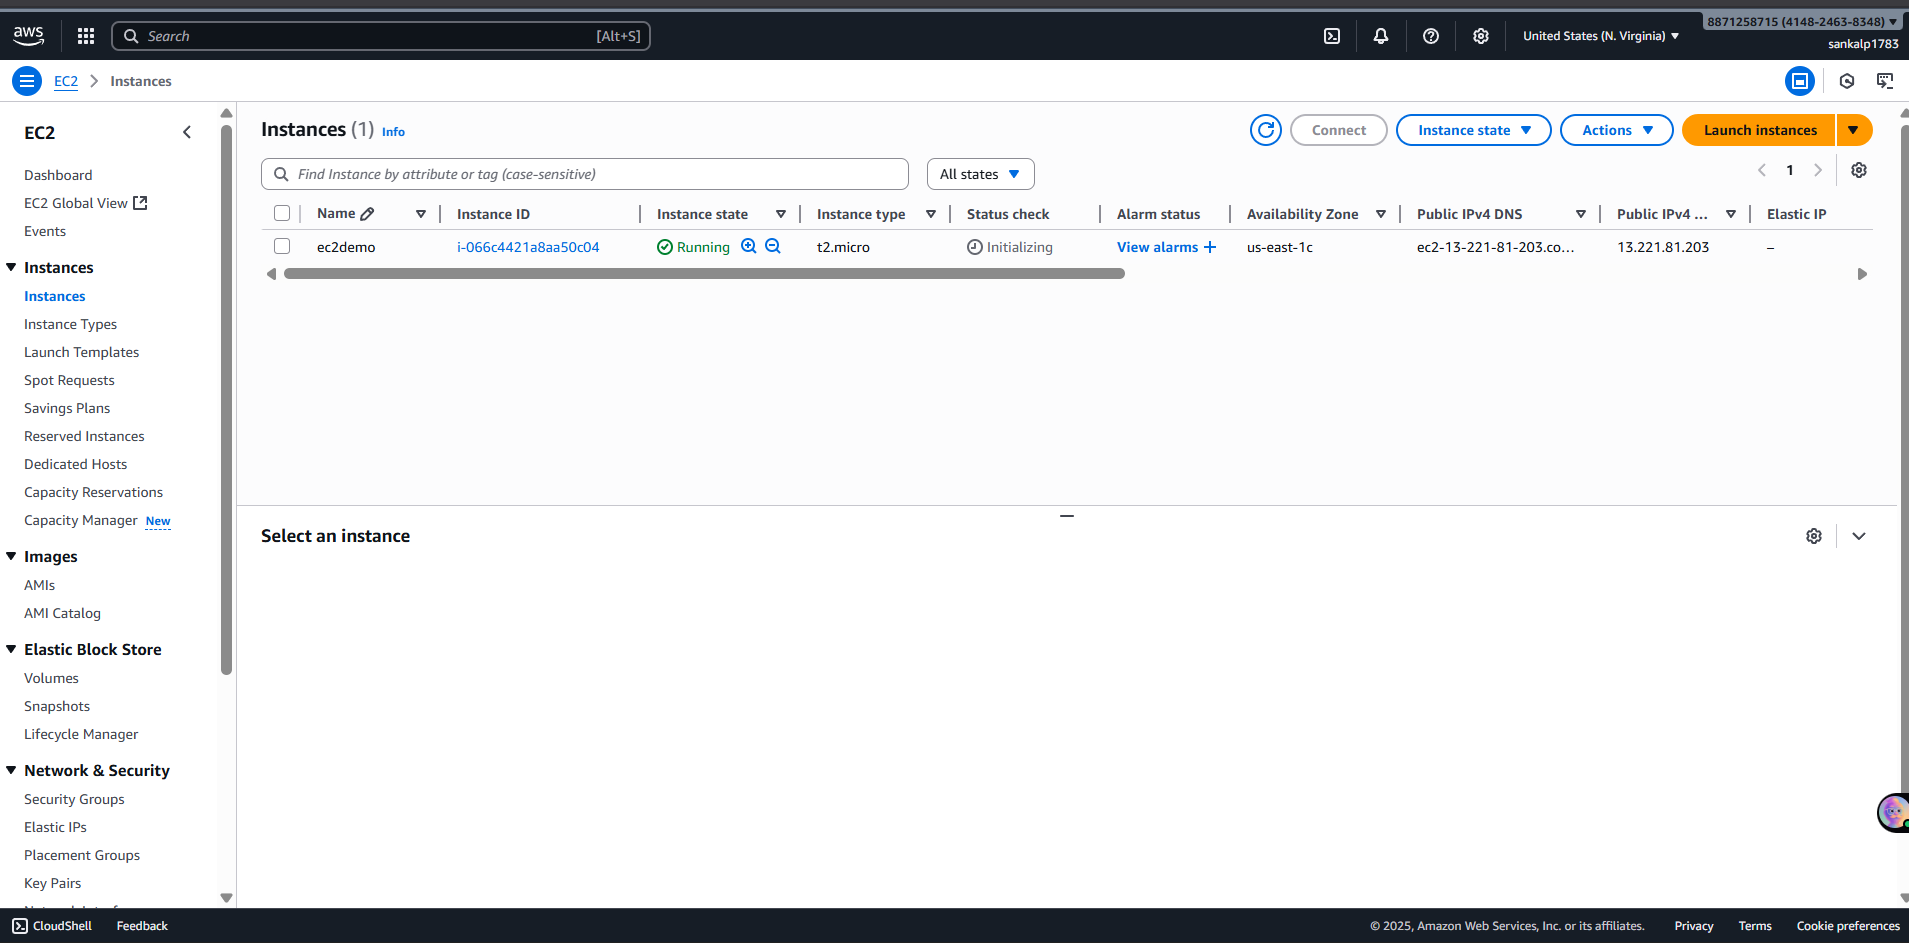 aws
Search [Alt+S]
United States (N. Virginia)
8871258715 (4148-2463-8348)
sankalp1783
EC2 Instances
EC2
Dashboard
EC2 Global View
Events
Instances
Instances
Instance Types
Launch Templates
Spot Requests
Savings Plans
Reserved Instances
Dedicated Hosts
Capacity Reservations
Capacity Manager New
Images
AMIs
AMI Catalog
Elastic Block Store
Volumes
Snapshots
Lifecycle Manager
Network & Security
Security Groups
Elastic IPs
Placement Groups
Key Pairs
Instances (1) Info
Connect Instance state Actions Launch instances
Find Instance by attribute or tag (case-sensitive) All states
1
Name Instance ID Instance state Instance type Status check Alarm status Availability Zone Public IPv4 DNS Public IPv4 ... Elastic IP
ec2demo i-066c4421a8aa50c04 Running t2.micro Initializing View alarms + us-east-1c ec2-13-221-81-203.co... 13.221.81.203 –
Select an instance
CloudShell Feedback © 2025, Amazon Web Services, Inc. or its affiliates. Privacy Terms Cookie preferences